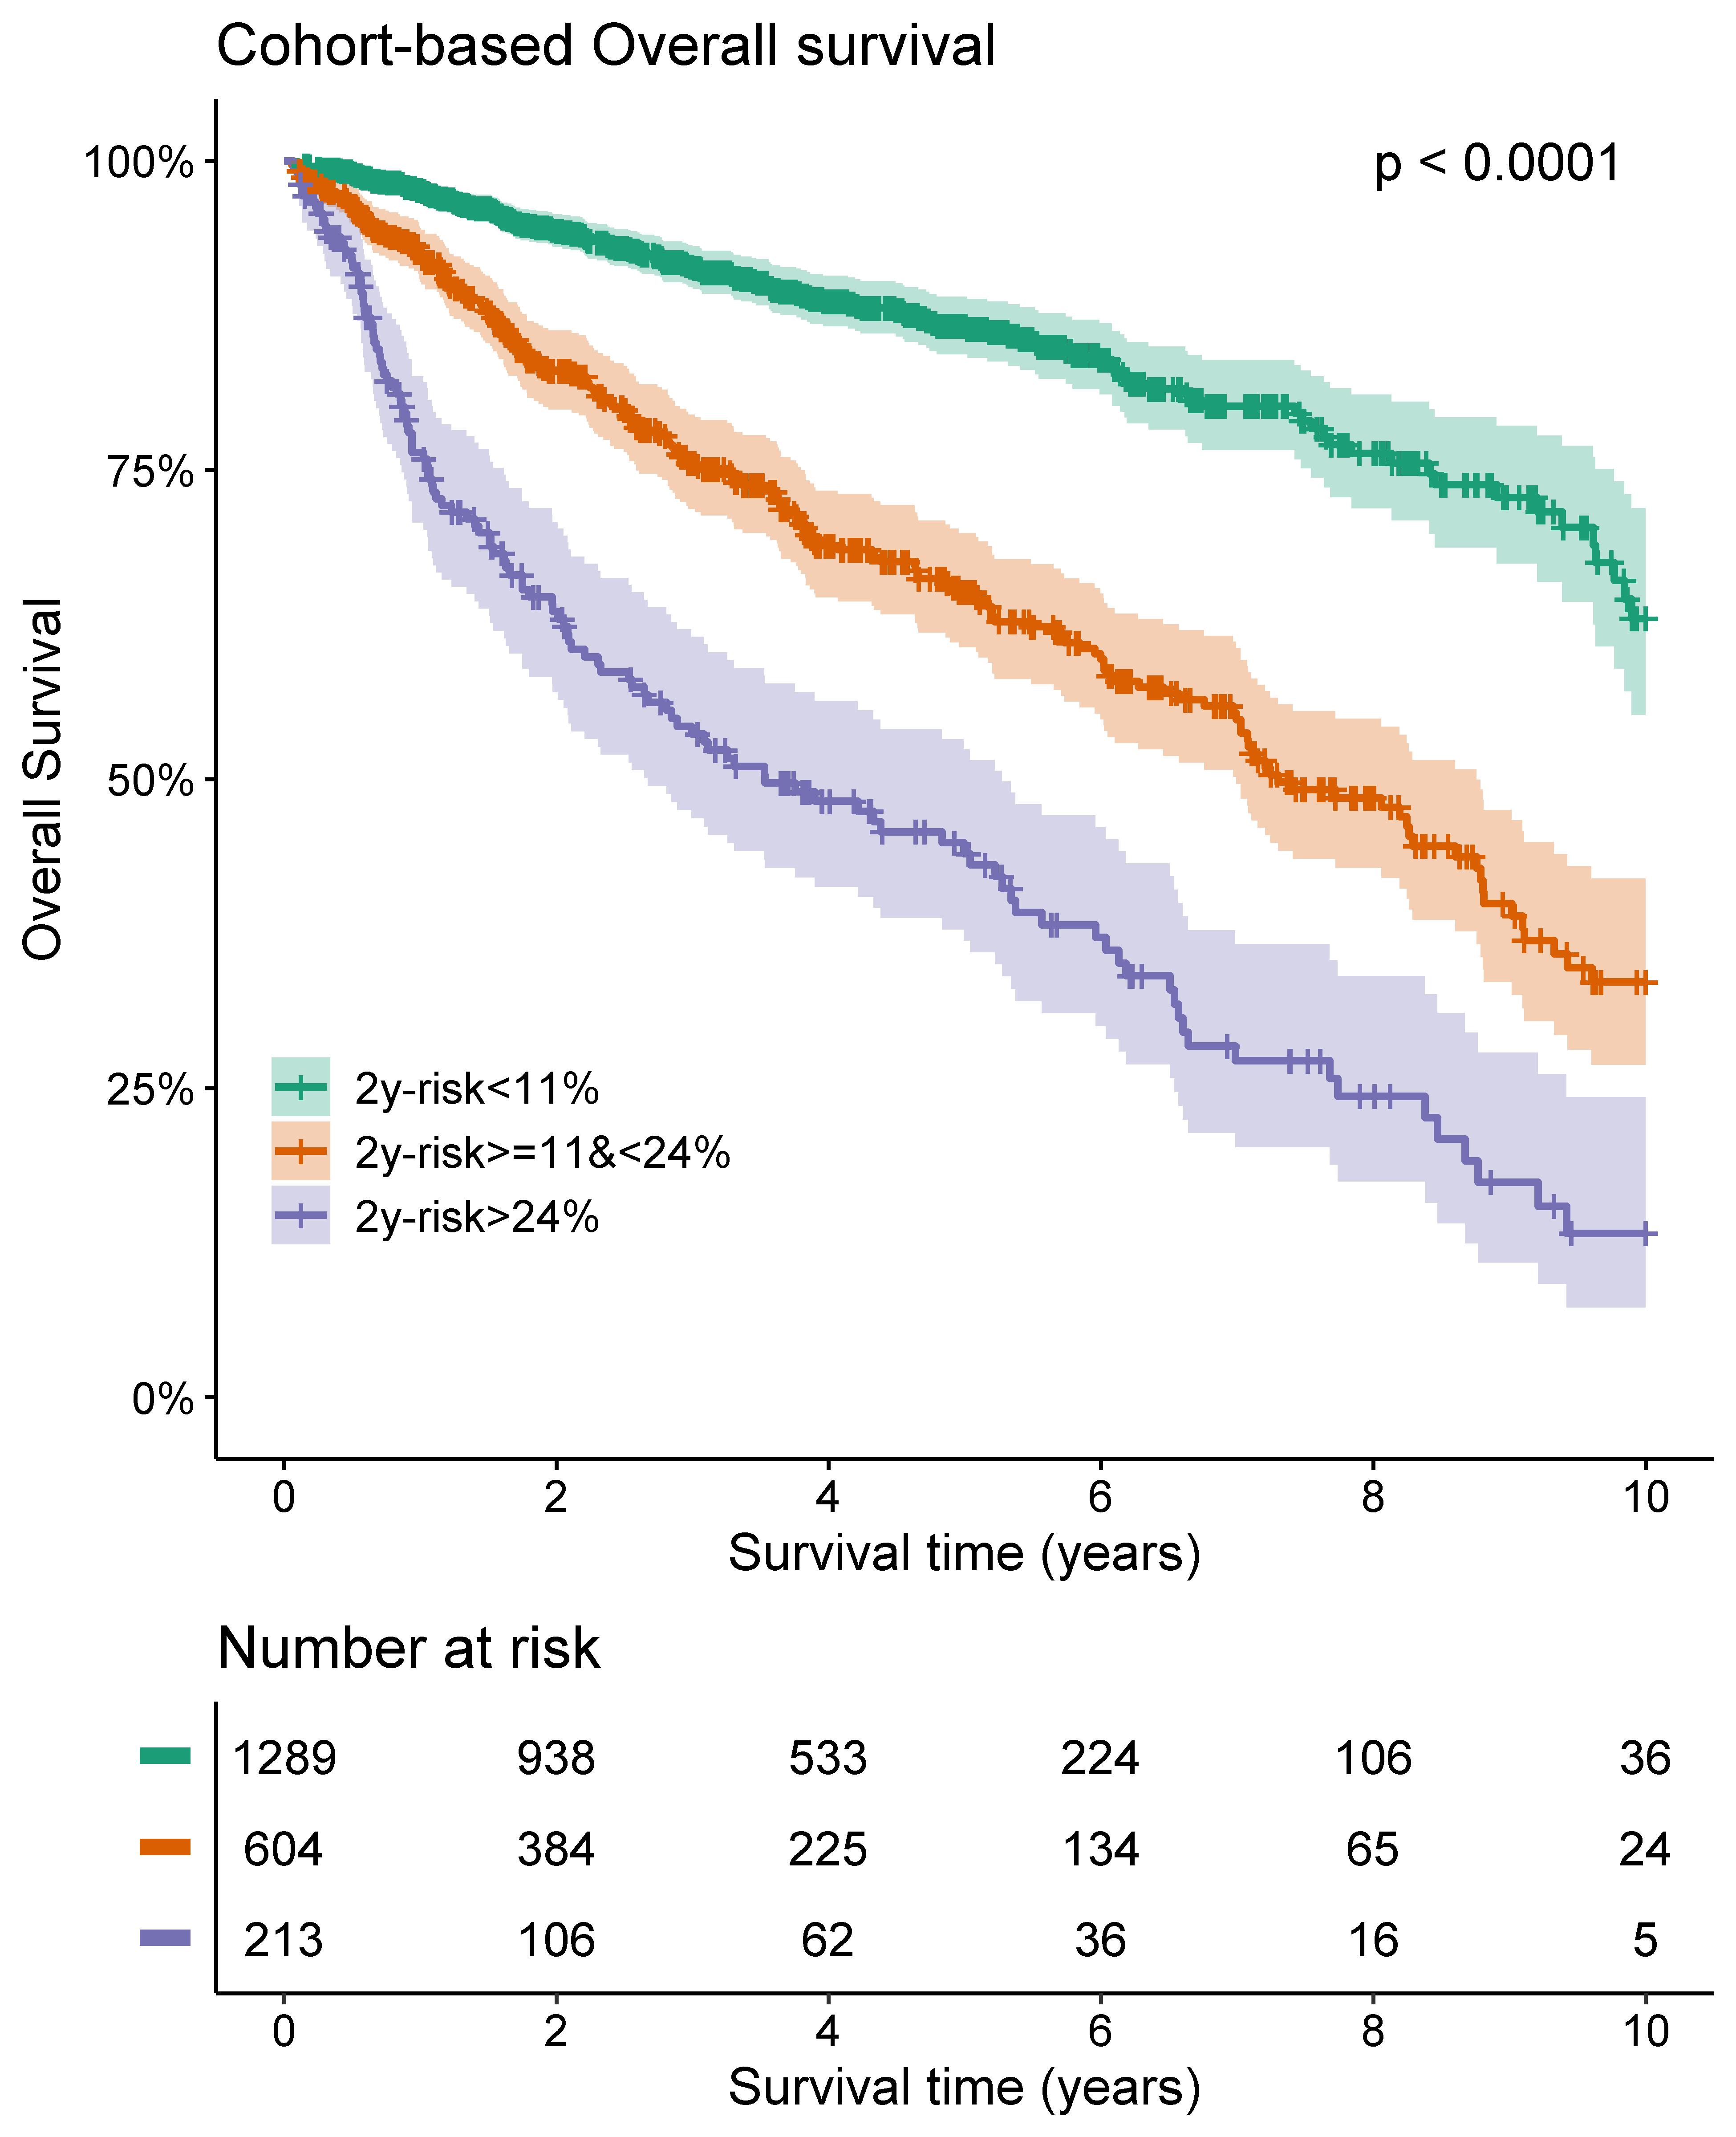 Cohort-based Overall survival
p < 0.0001
100%
75%
50%
25%
0%
Overall Survival
2y-risk<11%
2y-risk>=11&<24%
2y-risk>24%
0 2 4 6 8 10
Survival time (years)
Number at risk
1289 938 533 224 106 36
604 384 225 134 65 24
213 106 62 36 16 5
0 2 4 6 8 10
Survival time (years)